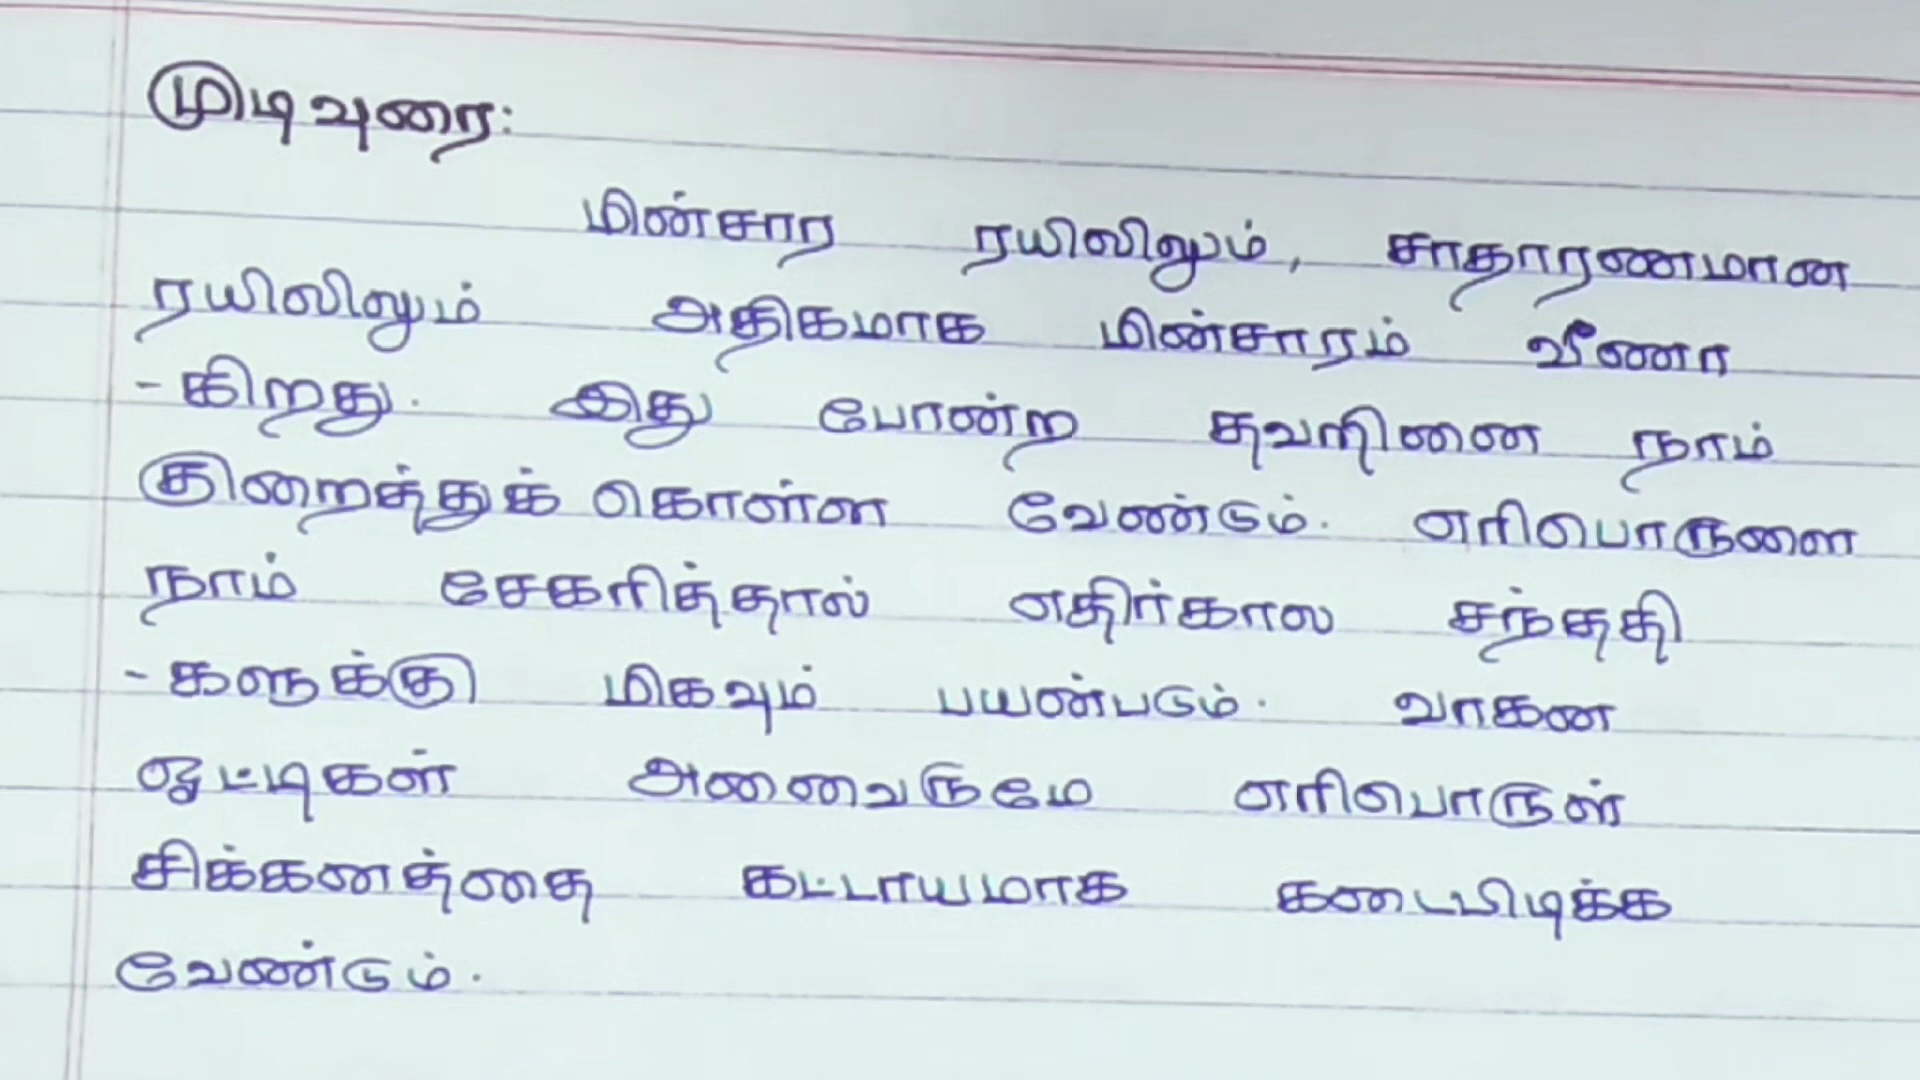 முடிவுரை:
மின்சார ரயிலிலும், சாதாரணமான
ரயிலிலும் அதிகமாக மின்சாரம் வீணா
-கிறது. இது போன்ற தவறினை நாம்
குறைத்துக் கொள்ள வேண்டும். எரிபொருளை
நாம் சேகரித்தால் எதிர்கால சந்ததி
-களுக்கு மிகவும் பயன்படும். வாகன
ஓட்டிகள் அனைவருமே எரிபொருள்
சிக்கனத்தை கட்டாயமாக கடைபிடிக்க
வேண்டும்.